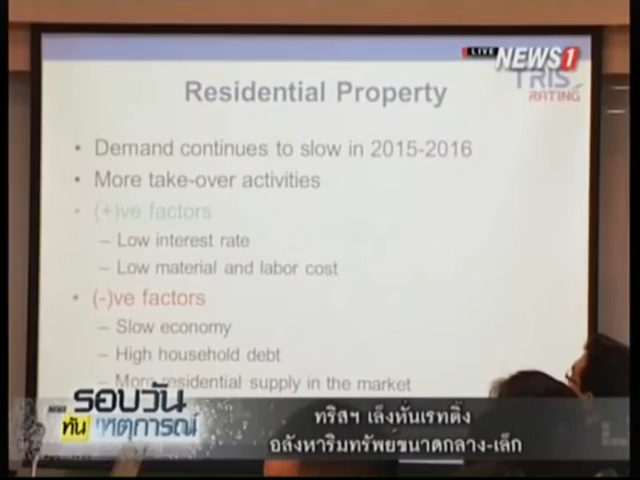 LIVE NEWS1
TRIS
RATING
Residential Property
• Demand continues to slow in 2015-2016
• More take-over activities
• (+)ve factors
– Low interest rate
– Low material and labor cost
• (-)ve factors
– Slow economy
– High household debt
– More residential supply in the market
NEWS รอบวัน
ทัน เหตุการณ์
ทริสฯ เล็งหั่นเรทติ้ง
อสังหาริมทรัพย์ขนาดกลาง-เล็ก